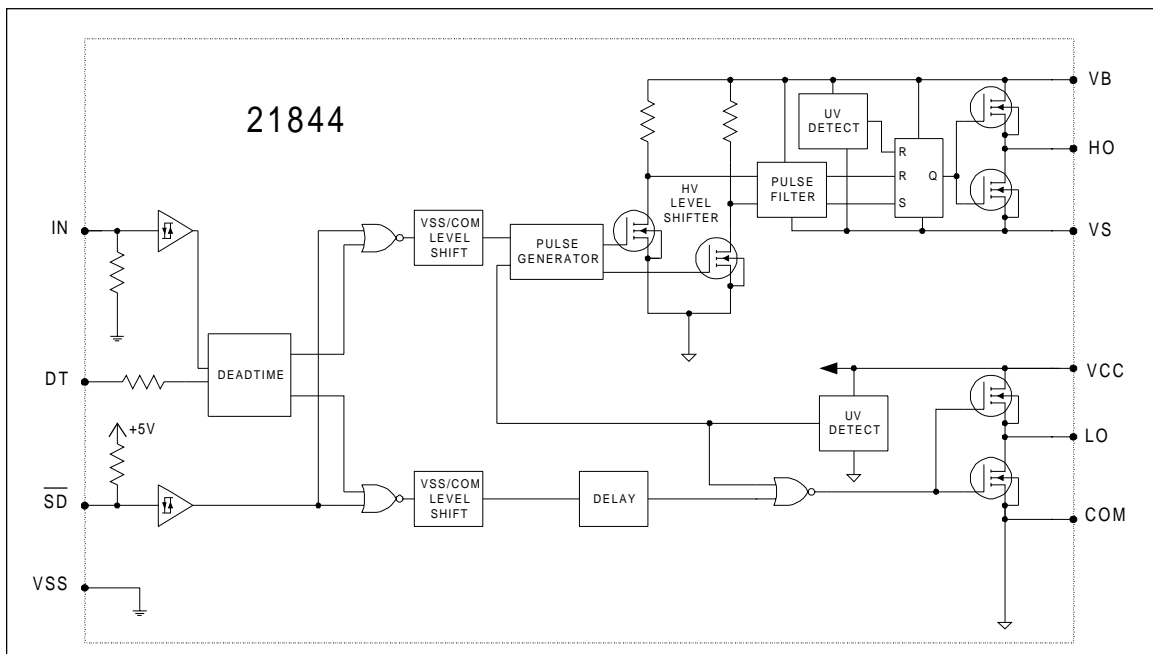 21844
VB
UV
DETECT
HO
R
R
Q
S
PULSE
FILTER
HV
LEVEL
SHIFTER
VS
IN
VSS/COM
LEVEL
SHIFT
PULSE
GENERATOR
DEADTIME
DT
VCC
UV
DETECT
+5V
LO
SD
VSS/COM
LEVEL
SHIFT
DELAY
COM
VSS